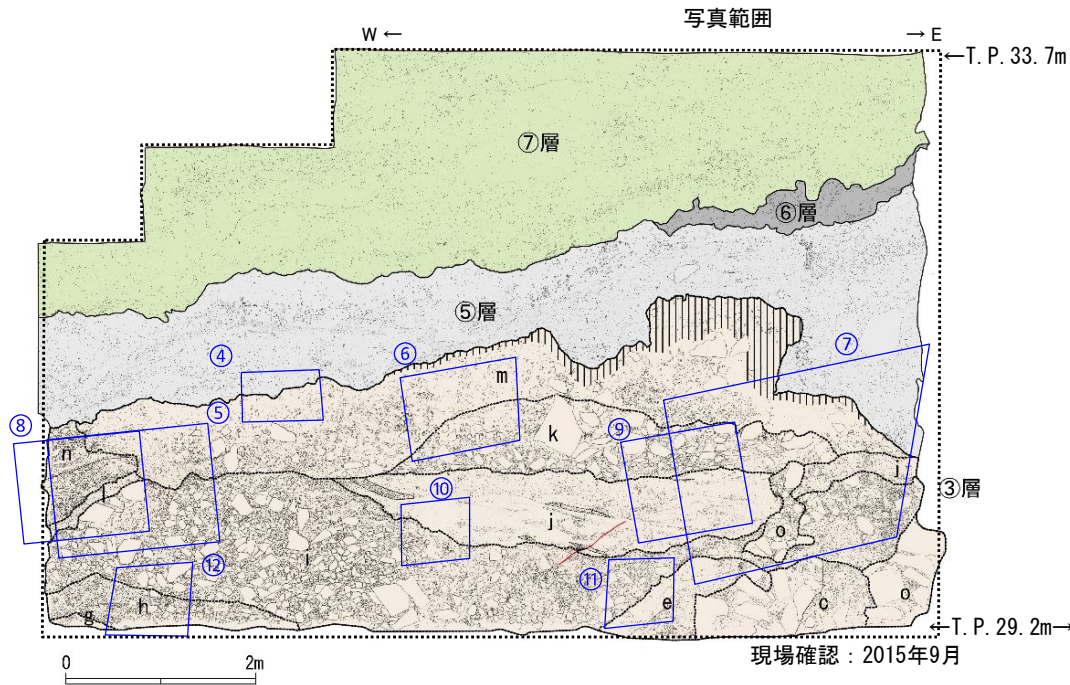 写真範囲
W ←
→ E
←T.P.33.7m
⑦層
⑥層
⑤層
④
⑥
⑦
m
⑤
⑧
k
⑨
n
l
i
③層
⑩
j
o
i
⑫
⑪
h
e
c
o
g
←T.P.29.2m→
0 2m
現場確認：2015年9月